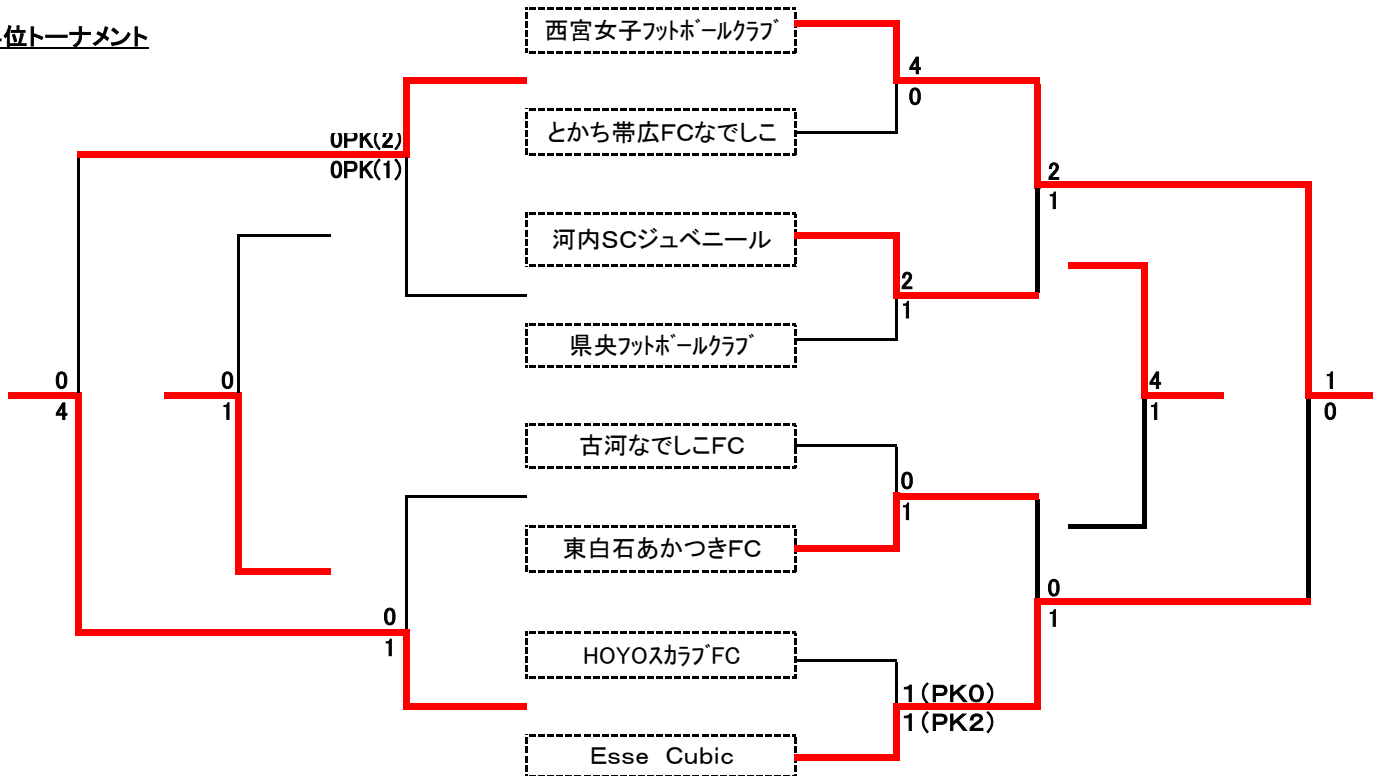 位トーナメント
西宮女子フットボールクラブ
4
0
とかち帯広FCなでしこ
0PK(2)
0PK(1)
2
1
河内SCジュベニール
2
1
県央フットボールクラブ
0
4
0
1
4
1
1
0
古河なでしこFC
0
1
東白石あかつきFC
0
1
0
1
HOYOスカラブFC
1(PK0)
1(PK2)
Esse Cubic